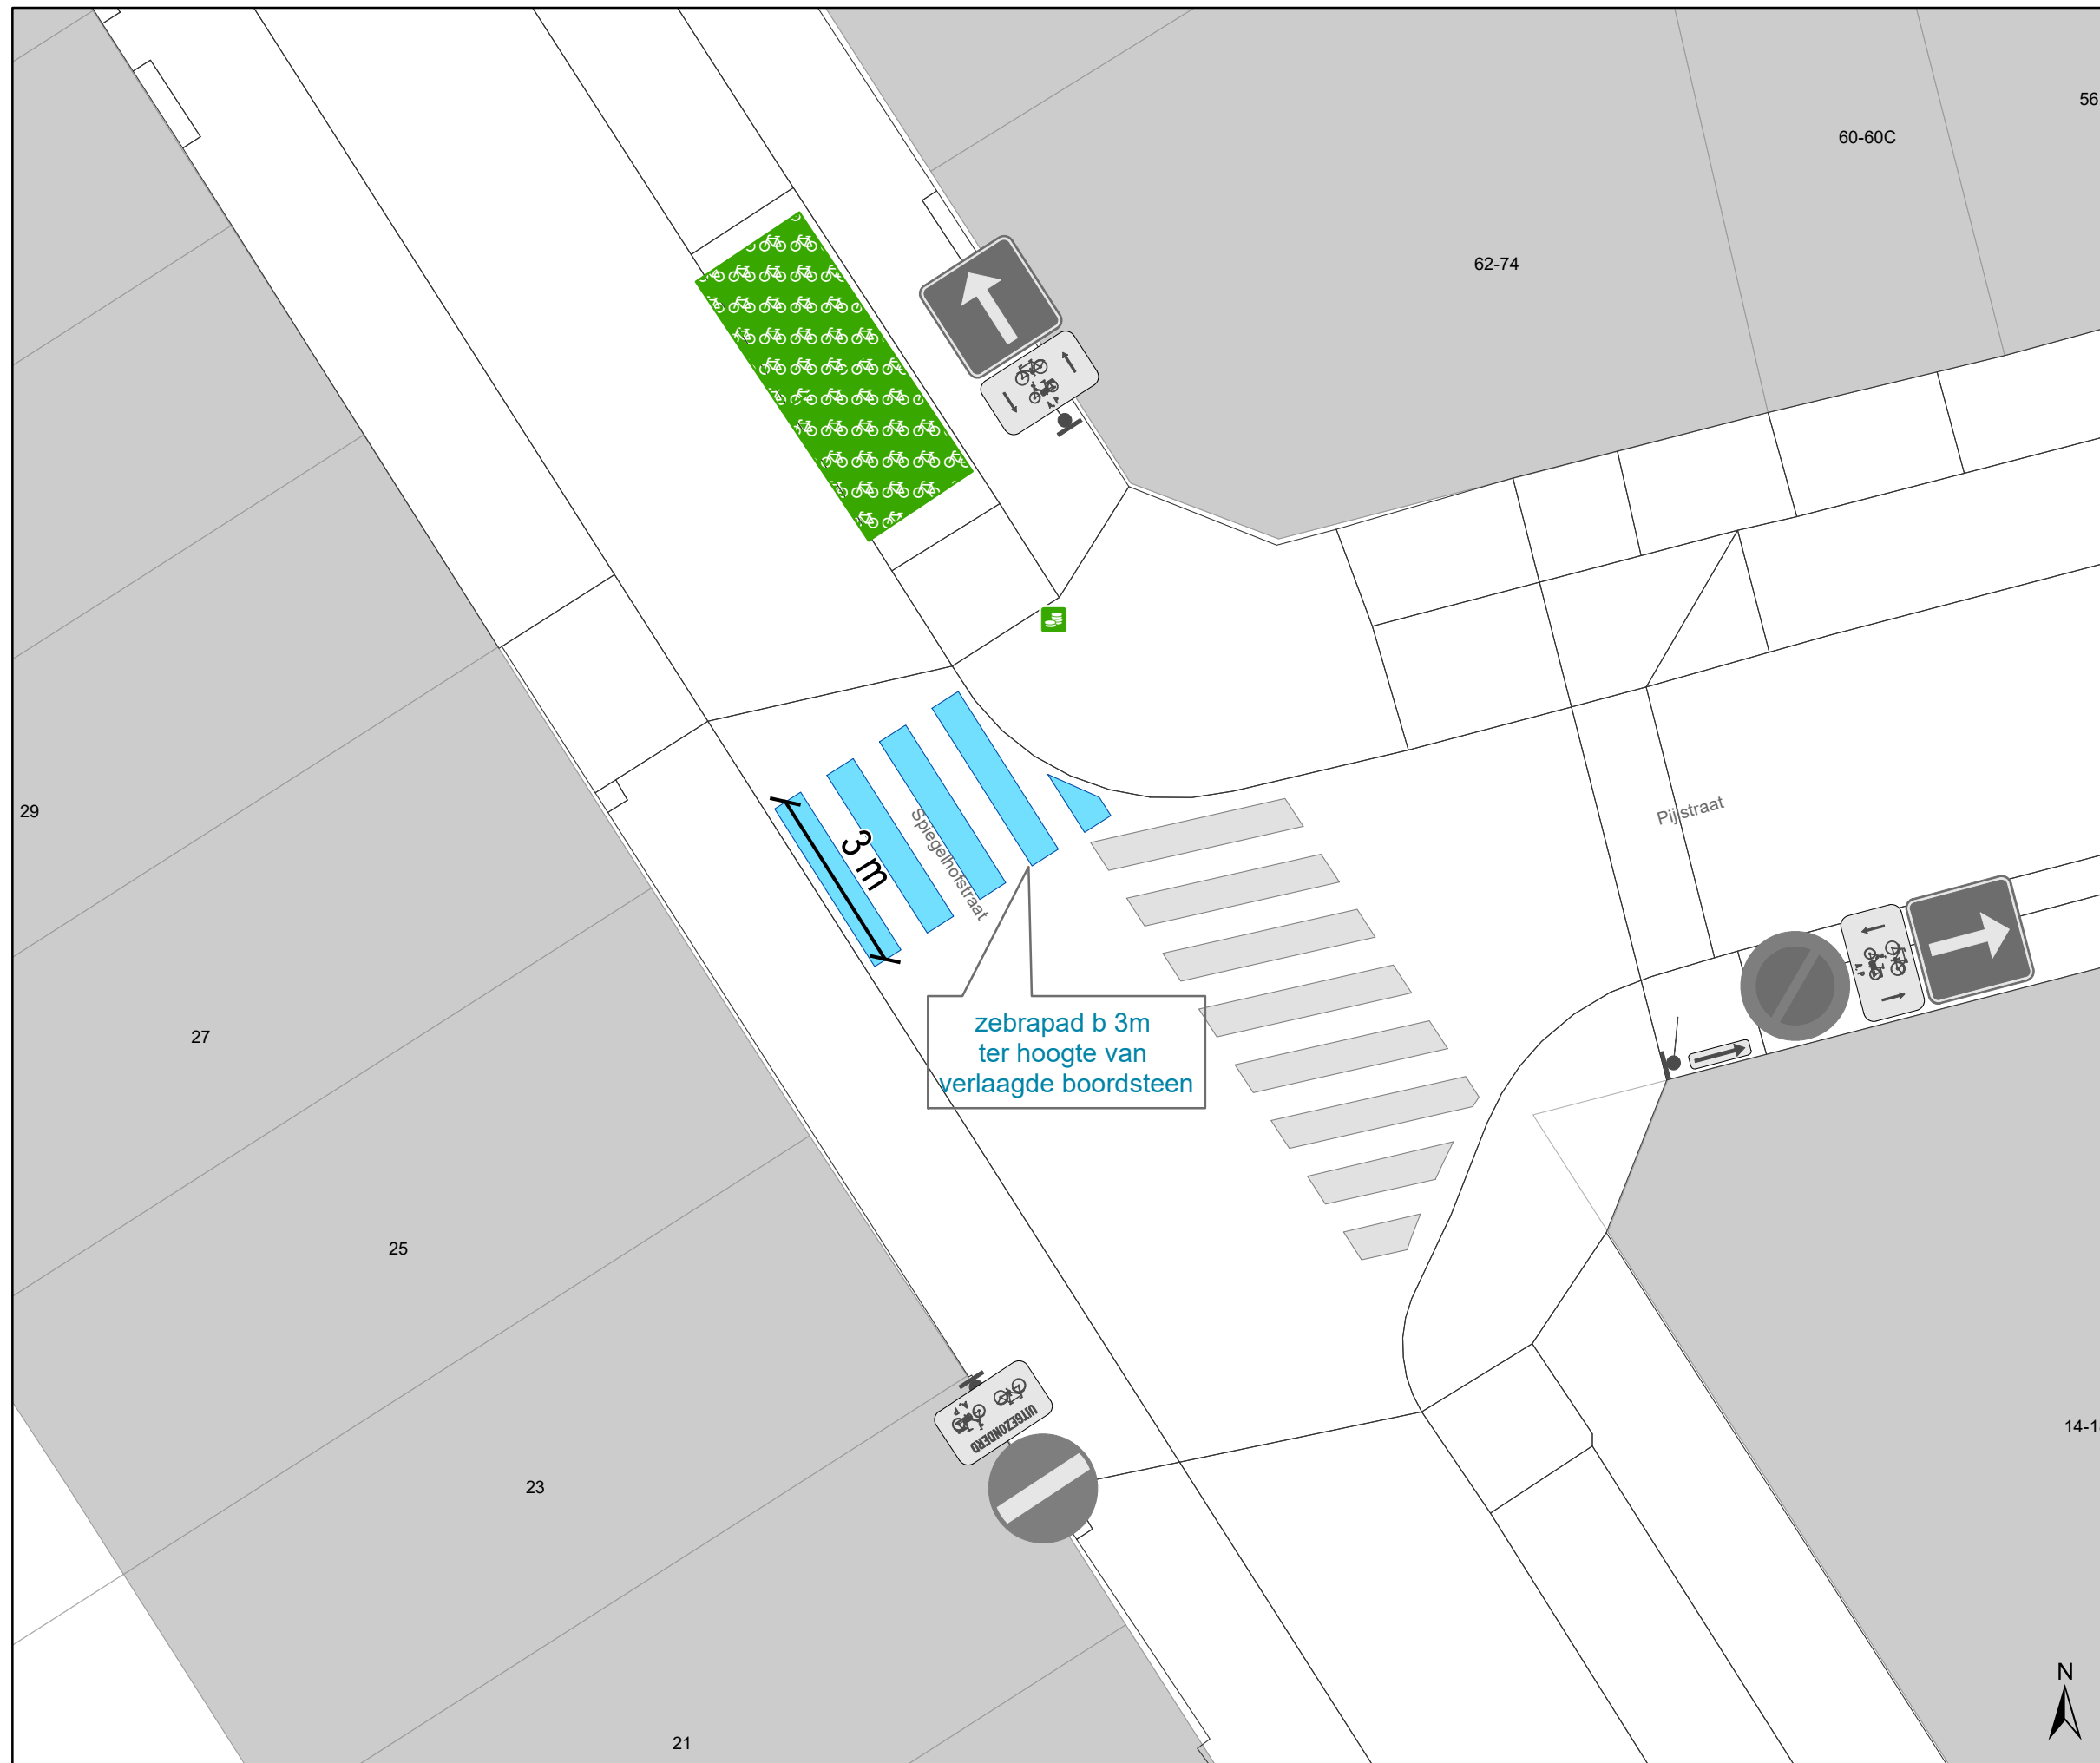 56
60-60C
62-74
A.P
29
3 m
Spiegelhofstraat
Pijlstraat
A.P
zebrapad b 3m
ter hoogte van
verlaagde boordsteen
27
25
A.P
UITGEZONDERD
23
14-1
21
N